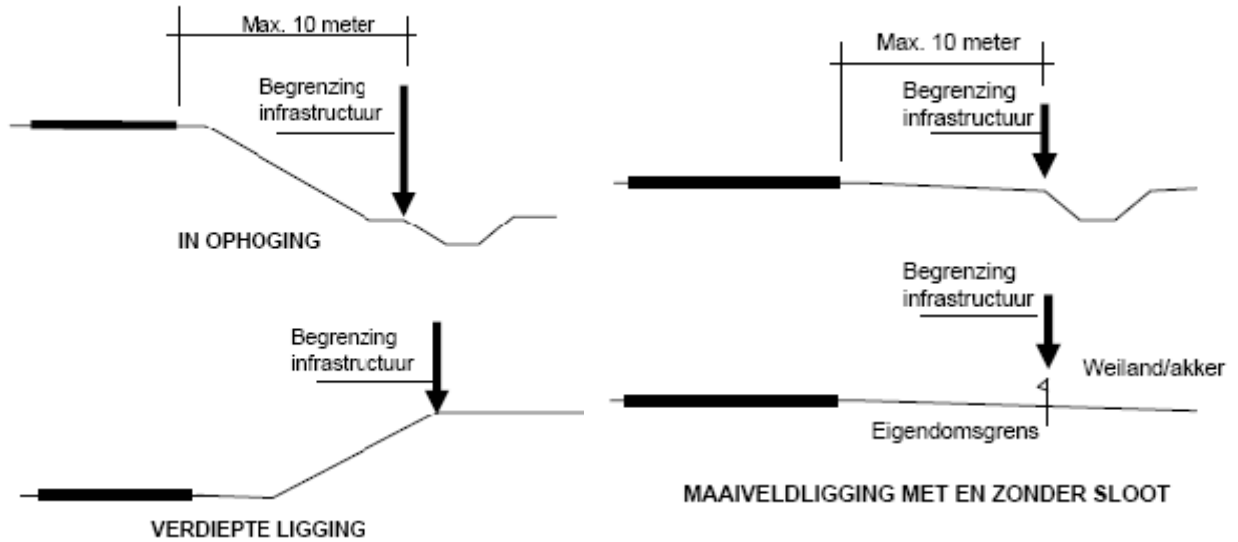 Max. 10 meter
Begrenzing
infrastructuur
IN OPHOGING
Begrenzing
infrastructuur
VERDIEPTE LIGGING
Max. 10 meter
Begrenzing
infrastructuur
Begrenzing
infrastructuur
Weiland/akker
Eigendomsgrens
MAAIVELDLIGGING MET EN ZONDER SLOOT